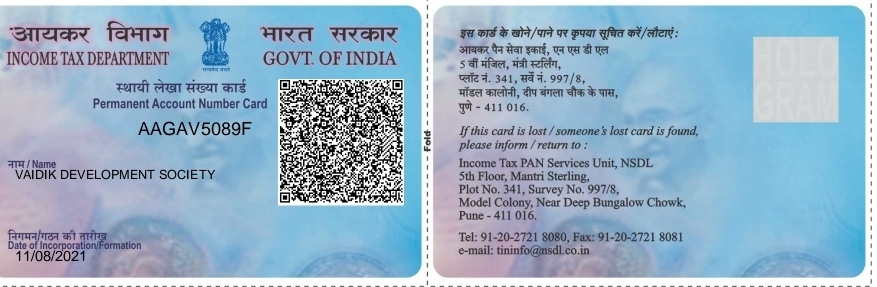 आयकर विभाग
INCOME TAX DEPARTMENT
सत्यमेव जयते
भारत सरकार
GOVT. OF INDIA
स्थायी लेखा संख्या कार्ड
Permanent Account Number Card
AAGAV5089F
नाम / Name
VAIDIK DEVELOPMENT SOCIETY
निगमन/गठन की तारीख
Date of Incorporation/Formation
11/08/2021
Fold
इस कार्ड के खोने/पाने पर कृपया सूचित करें/लौटाएं :
आयकर पैन सेवा इकाई, एन एस डी एल
5 वीं मंजिल, मंत्री स्टर्लिंग,
प्लॉट नं. 341, सर्वे नं. 997/8,
मॉडल कालोनी, दीप बंगला चौक के पास,
पुणे - 411 016.
If this card is lost / someone's lost card is found,
please inform / return to :
Income Tax PAN Services Unit, NSDL
5th Floor, Mantri Sterling,
Plot No. 341, Survey No. 997/8,
Model Colony, Near Deep Bungalow Chowk,
Pune - 411 016.
Tel: 91-20-2721 8080, Fax: 91-20-2721 8081
e-mail: tininfo@nsdl.co.in
HOLO
GRAM